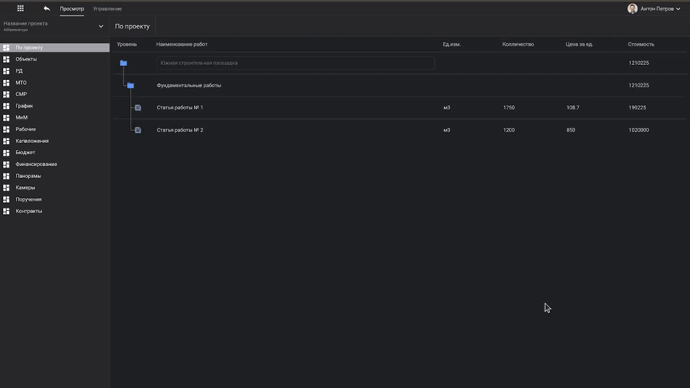 Просмотр
Управление
Антон Петров
Название проекта
Аббревиатура
По проекту
По проекту
Объекты
РД
МТО
СМР
График
МиМ
Рабочие
Капвложения
Бюджет
Финансирование
Панорамы
Камеры
Поручения
Контракты
Уровень Наименование работ Ед.изм. Колличество Цена за ед. Стоимость
Южная строительная площадка 1210225
Фундаментальные работы 1210225
Статья работы № 1 м3 1750 108.7 190225
Статья работы № 2 м3 1200 850 1020000